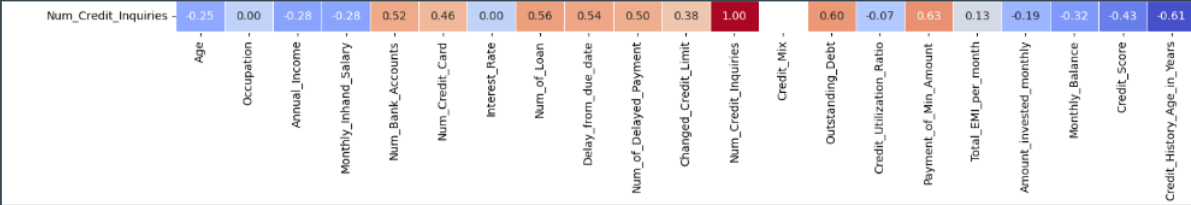 Num_Credit_Inquiries
-0.25 0.00 -0.28 -0.28 0.52 0.46 0.00 0.56 0.54 0.50 0.38 1.00 0.60 -0.07 0.63 0.13 -0.19 -0.32 -0.43 -0.61
Age
Occupation
Annual_Income
Monthly_Inhand_Salary
Num_Bank_Accounts
Num_Credit_Card
Interest_Rate
Num_of_Loan
Delay_from_due_date
Num_of_Delayed_Payment
Changed_Credit_Limit
Num_Credit_Inquiries
Credit_Mix
Outstanding_Debt
Credit_Utilization_Ratio
Payment_of_Min_Amount
Total_EMI_per_month
Amount_invested_monthly
Monthly_Balance
Credit_Score
Credit_History_Age_in_Years